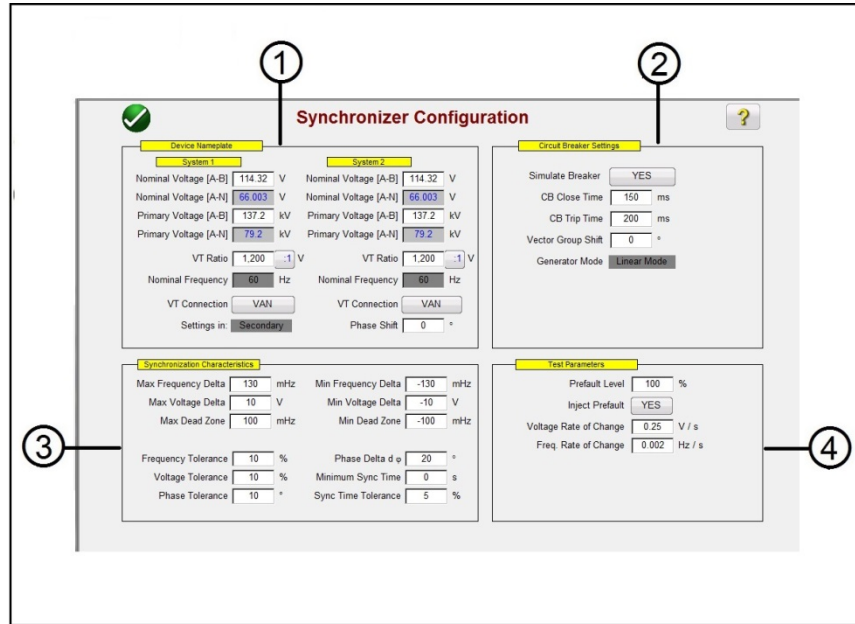 1
2
Synchronizer Configuration
?
Device Nameplate
System 1
System 2
Nominal Voltage [A-B] 114.32 V
Nominal Voltage [A-B] 114.32 V
Nominal Voltage [A-N] 66.003 V
Nominal Voltage [A-N] 66.003 V
Primary Voltage [A-B] 137.2 kV
Primary Voltage [A-B] 137.2 kV
Primary Voltage [A-N] 79.2 kV
Primary Voltage [A-N] 79.2 kV
VT Ratio 1,200 :1 V
VT Ratio 1,200 :1 V
Nominal Frequency 60 Hz
Nominal Frequency 60 Hz
VT Connection VAN
VT Connection VAN
Settings in: Secondary
Phase Shift 0 °
Circuit Breaker Settings
Simulate Breaker YES
CB Close Time 150 ms
CB Trip Time 200 ms
Vector Group Shift 0 °
Generator Mode Linear Mode
3
Synchronization Characteristics
Max Frequency Delta 130 mHz
Min Frequency Delta -130 mHz
Max Voltage Delta 10 V
Min Voltage Delta -10 V
Max Dead Zone 100 mHz
Min Dead Zone -100 mHz
Frequency Tolerance 10 %
Phase Delta d φ 20 °
Voltage Tolerance 10 %
Minimum Sync Time 0 s
Phase Tolerance 10 °
Sync Time Tolerance 5 %
Test Parameters
Prefault Level 100 %
Inject Prefault YES
Voltage Rate of Change 0.25 V / s
Freq. Rate of Change 0.002 Hz / s
4